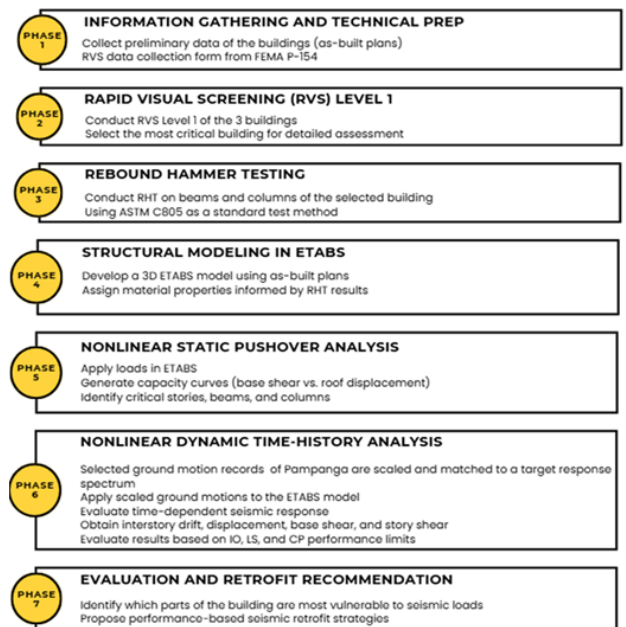 PHASE
1
INFORMATION GATHERING AND TECHNICAL PREP
Collect preliminary data of the buildings (as-built plans)
RVS data collection form from FEMA P-154
PHASE
2
RAPID VISUAL SCREENING (RVS) LEVEL 1
Conduct RVS Level 1 of the 3 buildings
Select the most critical building for detailed assessment
PHASE
3
REBOUND HAMMER TESTING
Conduct RHT on beams and columns of the selected building
Using ASTM C805 as a standard test method
PHASE
4
STRUCTURAL MODELING IN ETABS
Develop a 3D ETABS model using as-built plans
Assign material properties informed by RHT results
PHASE
5
NONLINEAR STATIC PUSHOVER ANALYSIS
Apply loads in ETABS
Generate capacity curves (base shear vs. roof displacement)
Identify critical stories, beams, and columns
PHASE
6
NONLINEAR DYNAMIC TIME-HISTORY ANALYSIS
Selected ground motion records of Pampanga are scaled and matched to a target response
spectrum
Apply scaled ground motions to the ETABS model
Evaluate time-dependent seismic response
Obtain interstory drift, displacement, base shear, and story shear
Evaluate results based on IO, LS, and CP performance limits
PHASE
7
EVALUATION AND RETROFIT RECOMMENDATION
Identify which parts of the building are most vulnerable to seismic loads
Propose performance-based seismic retrofit strategies